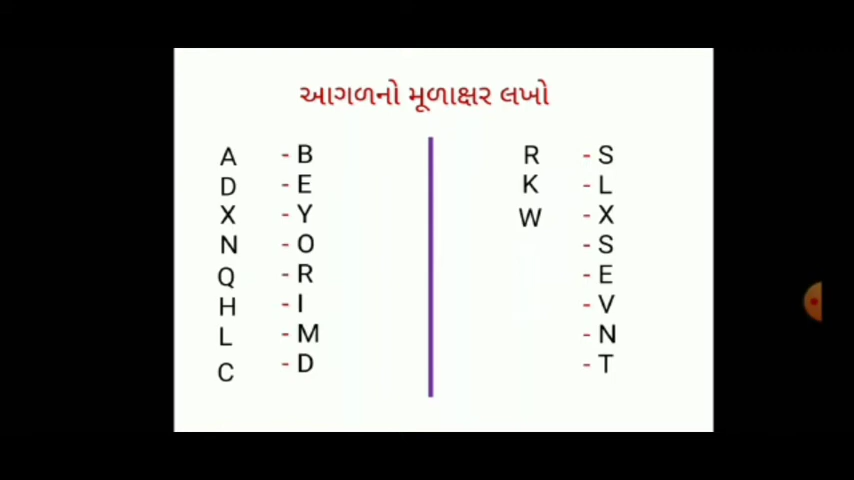 આગળનો મૂળાક્ષર લખો
A - B
D - E
X - Y
N - O
Q - R
H - I
L - M
C - D
R - S
K - L
W - X
- S
- E
- V
- N
- T